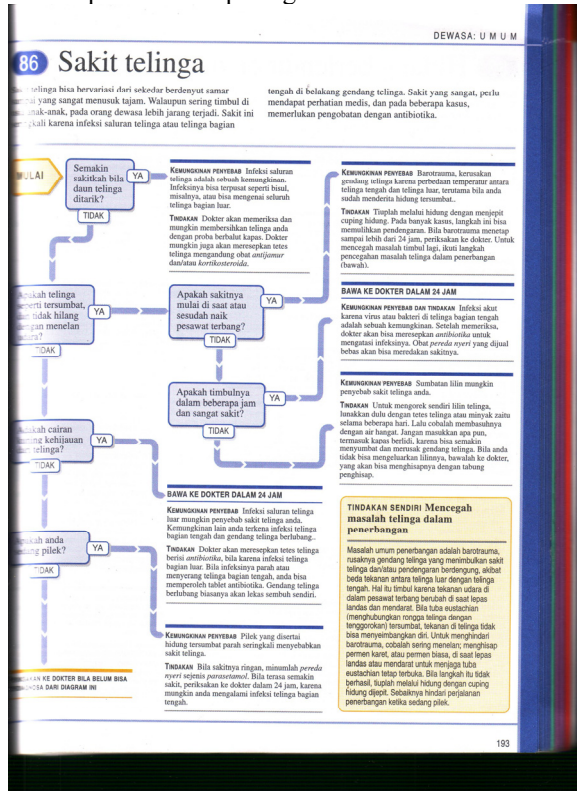 DEWASA: U M U M
86 Sakit telinga
telinga bisa bervariasi dari sekedar berdenyut samar
yang sangat menusuk tajam. Walaupun sering timbul di
anak-anak, pada orang dewasa lebih jarang terjadi. Sakit ini
kali karena infeksi saluran telinga atau telinga bagian
tengah di belakang gendang telinga. Sakit yang sangat, perlu
mendapat perhatian medis, dan pada beberapa kasus,
memerlukan pengobatan dengan antibiotika.
MULAI
Semakin
sakitkah bila
daun telinga
ditarik?
YA
TIDAK
KEMUNGKINAN PENYEBAB Infeksi saluran
telinga adalah sebuah kemungkinan.
Infeksinya bisa terpusat seperti bisul,
misalnya, atau bisa mengenai seluruh
telinga bagian luar.
TINDAKAN Dokter akan memeriksa dan
mungkin membersihkan telinga anda
dengan proba berbalut kapas. Dokter
mungkin juga akan meresepkan tetes
telinga mengandung obat antijamur
dan/atau kortikosteroida.
Apakah telinga
seperti tersumbat,
dan tidak hilang
dengan menelan
udara?
YA
TIDAK
Apakah sakitnya
mulai di saat atau
sesudah naik
pesawat terbang?
YA
TIDAK
KEMUNGKINAN PENYEBAB Barotrauma, kerusakan
gendang telinga karena perbedaan temperatur antara
telinga tengah dan telinga luar, terutama bila anda
sudah menderita hidung tersumbat..
TINDAKAN Tiuplah melalui hidung dengan menjepit
cuping hidung. Pada banyak kasus, langkah ini bisa
memulihkan pendengaran. Bila barotrauma menetap
sampai lebih dari 24 jam, periksakan ke dokter. Untuk
mencegah masalah timbul lagi, ikuti langkah
pencegahan masalah telinga dalam penerbangan
(bawah).
Apakah timbulnya
dalam beberapa jam
dan sangat sakit?
YA
TIDAK
BAWA KE DOKTER DALAM 24 JAM
KEMUNGKINAN PENYEBAB DAN TINDAKAN Infeksi akut
karena virus atau bakteri di telinga bagian tengah
adalah sebuah kemungkinan. Setelah memeriksa,
dokter akan bisa meresepkan antibiotika untuk
mengatasi infeksinya. Obat pereda nyeri yang dijual
bebas akan bisa meredakan sakitnya.
KEMUNGKINAN PENYEBAB Sumbatan lilin mungkin
penyebab sakit telinga anda.
TINDAKAN Untuk mengorek sendiri lilin telinga,
lunakkan dulu dengan tetes telinga atau minyak zaitu
selama beberapa hari. Lalu cobalah membasuhnya
dengan air hangat. Jangan masukkan apa pun,
termasuk kapas berlidi, karena bisa semakin
menyumbat dan merusak gendang telinga. Bila anda
tidak bisa mengeluarkan lilinnya, bawalah ke dokter,
yang akan bisa menghisapnya dengan tabung
penghisap.
Adakah cairan
kuning kehijauan
dari telinga?
YA
TIDAK
BAWA KE DOKTER DALAM 24 JAM
KEMUNGKINAN PENYEBAB Infeksi saluran telinga
luar mungkin penyebab sakit telinga anda.
Kemungkinan lain anda terkena infeksi telinga
bagian tengah dan gendang telinga berlubang..
TINDAKAN Dokter akan meresepkan tetes telinga
berisi antibiotika, bila karena infeksi telinga
bagian luar. Bila infeksinya parah atau
menyerang telinga bagian tengah, anda bisa
memperoleh tablet antibiotika. Gendang telinga
berlubang biasanya akan lekas sembuh sendiri.
Apakah anda
pilek?
YA
TIDAK
KEMUNGKINAN PENYEBAB Pilek yang disertai
hidung tersumbat parah seringkali menyebabkan
sakit telinga.
TINDAKAN Bila sakitnya ringan, minumlah pereda
nyeri sejenis parasetamol. Bila terasa semakin
sakit, periksakan ke dokter dalam 24 jam, karena
mungkin anda mengalami infeksi telinga bagian
tengah.
KE DOKTER BILA BELUM BISA
DARI DIAGRAM INI
TINDAKAN SENDIRI Mencegah
masalah telinga dalam
penerbangan
Masalah umum penerbangan adalah barotrauma,
rusaknya gendang telinga yang menimbulkan sakit
telinga dan/atau pendengaran berdengung, akibat
beda tekanan antara telinga luar dengan telinga
tengah. Hal itu timbul karena tekanan udara di
dalam pesawat terbang berubah di saat lepas
landas dan mendarat. Bila tuba eustachian
(menghubungkan rongga telinga dengan
tenggorokan) tersumbat, tekanan di telinga tidak
bisa menyeimbangkan diri. Untuk menghindari
barotrauma, cobalah sering menelan; menghisap
permen karet, atau permen biasa, di saat lepas
landas atau mendarat untuk menjaga tuba
eustachian tetap terbuka. Bila langkah itu tidak
berhasil, tiuplah melalui hidung dengan cuping
hidung dijepit. Sebaiknya hindari perjalanan
penerbangan ketika sedang pilek.
193